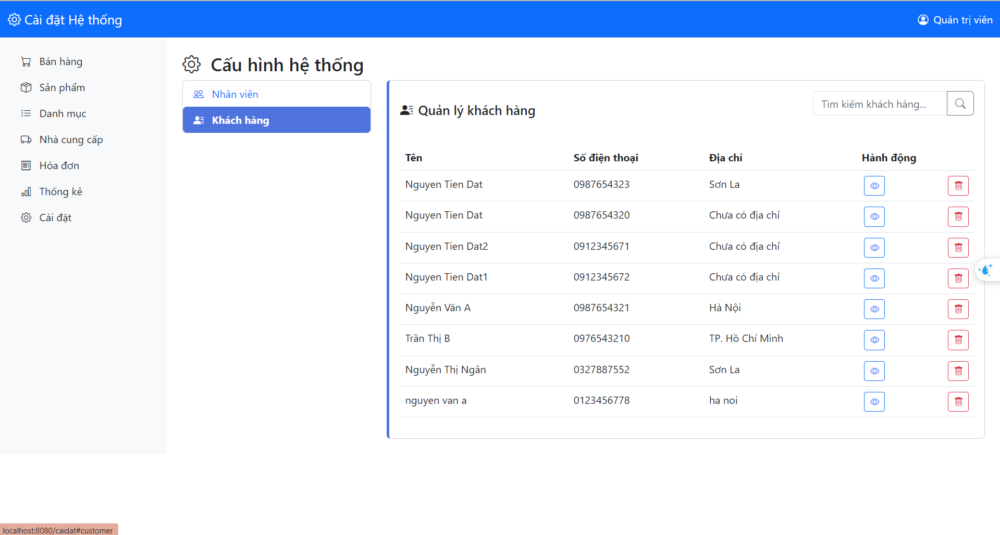 Cài đặt Hệ thống
Quản trị viên
Bán hàng
Sản phẩm
Danh mục
Nhà cung cấp
Hóa đơn
Thống kê
Cài đặt
Cấu hình hệ thống
Nhân viên
Khách hàng
Quản lý khách hàng
Tìm kiếm khách hàng...
Tên Số điện thoại Địa chỉ Hành động
Nguyen Tien Dat 0987654323 Sơn La
Nguyen Tien Dat 0987654320 Chưa có địa chỉ
Nguyen Tien Dat2 0912345671 Chưa có địa chỉ
Nguyen Tien Dat1 0912345672 Chưa có địa chỉ
Nguyễn Văn A 0987654321 Hà Nội
Trần Thị B 0976543210 TP. Hồ Chí Minh
Nguyễn Thị Ngân 0327887552 Sơn La
nguyen van a 0123456778 ha noi
localhost:8080/caidat#customer